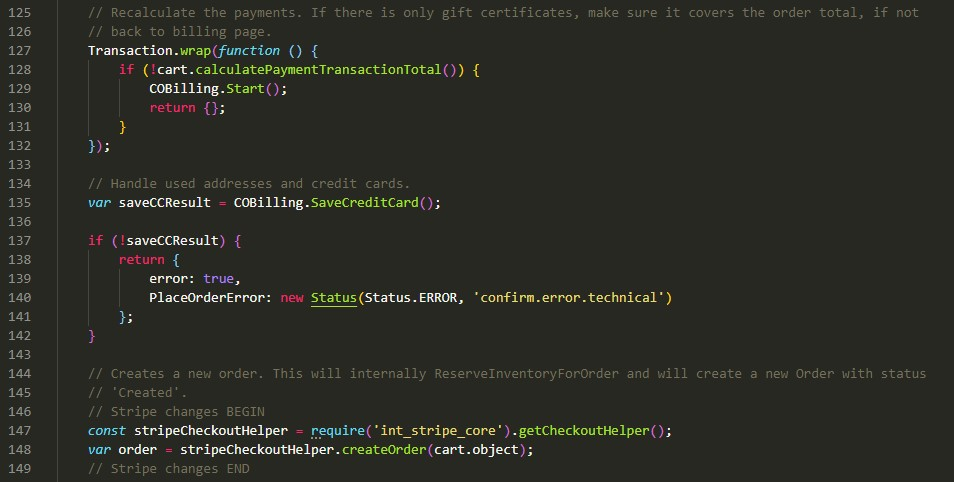 125 // Recalculate the payments. If there is only gift certificates, make sure it covers the order total, if not
126 // back to billing page.
127 Transaction.wrap(function () {
128 if (!cart.calculatePaymentTransactionTotal()) {
129 COBilling.Start();
130 return {};
131 }
132 });
133
134 // Handle used addresses and credit cards.
135 var saveCCResult = COBilling.SaveCreditCard();
136
137 if (!saveCCResult) {
138 return {
139 error: true,
140 PlaceOrderError: new Status(Status.ERROR, 'confirm.error.technical')
141 };
142 }
143
144 // Creates a new order. This will internally ReserveInventoryForOrder and will create a new Order with status
145 // 'Created'.
146 // Stripe changes BEGIN
147 const stripeCheckoutHelper = require('int_stripe_core').getCheckoutHelper();
148 var order = stripeCheckoutHelper.createOrder(cart.object);
149 // Stripe changes END